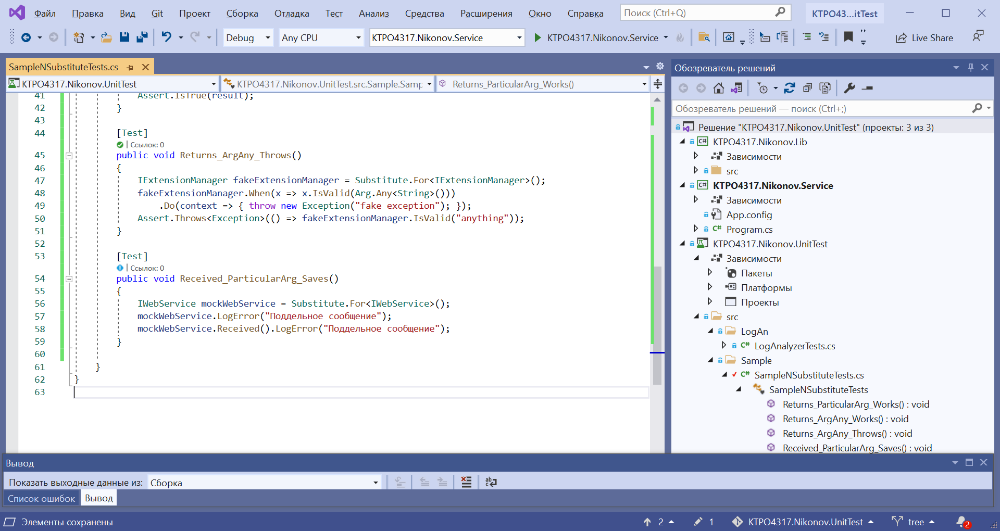 Файл Правка Вид Git Проект Сборка Отладка Тест Анализ Средства Расширения Окно Справка Поиск (Ctrl+Q) KTPO43...itTest
Debug Any CPU KTPO4317.Nikonov.Service KTPO4317.Nikonov.Service Live Share
SampleNSubstituteTests.cs
KTPO4317.Nikonov.UnitTest KTPO4317.Nikonov.UnitTest.src.Sample.Samp Returns_ParticularArg_Works()
41 Assert.IsTrue(result);
42 }
43
44 [Test]
Ссылок: 0
45 public void Returns_ArgAny_Throws()
46 {
47 IExtensionManager fakeExtensionManager = Substitute.For<IExtensionManager>();
48 fakeExtensionManager.When(x => x.IsValid(Arg.Any<String>()))
49 .Do(context => { throw new Exception("fake exception"); });
50 Assert.Throws<Exception>(() => fakeExtensionManager.IsValid("anything"));
51 }
52
53 [Test]
Ссылок: 0
54 public void Received_ParticularArg_Saves()
55 {
56 IWebService mockWebService = Substitute.For<IWebService>();
57 mockWebService.LogError("Поддельное сообщение");
58 mockWebService.Received().LogError("Поддельное сообщение");
59 }
60
61 }
62 }
63
Обозреватель решений
Обозреватель решений — поиск (Ctrl+;)
Решение "KTPO4317.Nikonov.UnitTest" (проекты: 3 из 3)
C# KTPO4317.Nikonov.Lib
Зависимости
src
C# KTPO4317.Nikonov.Service
Зависимости
App.config
C# Program.cs
KTPO4317.Nikonov.UnitTest
Зависимости
Пакеты
Платформы
Проекты
src
LogAn
C# LogAnalyzerTests.cs
Sample
C# SampleNSubstituteTests.cs
SampleNSubstituteTests
Returns_ParticularArg_Works() : void
Returns_ArgAny_Works() : void
Returns_ArgAny_Throws() : void
Received_ParticularArg_Saves() : void
Вывод
Показать выходные данные из: Сборка
Список ошибок Вывод
Элементы сохранены 2 1 KTPO4317.Nikonov.UnitTest tree 2